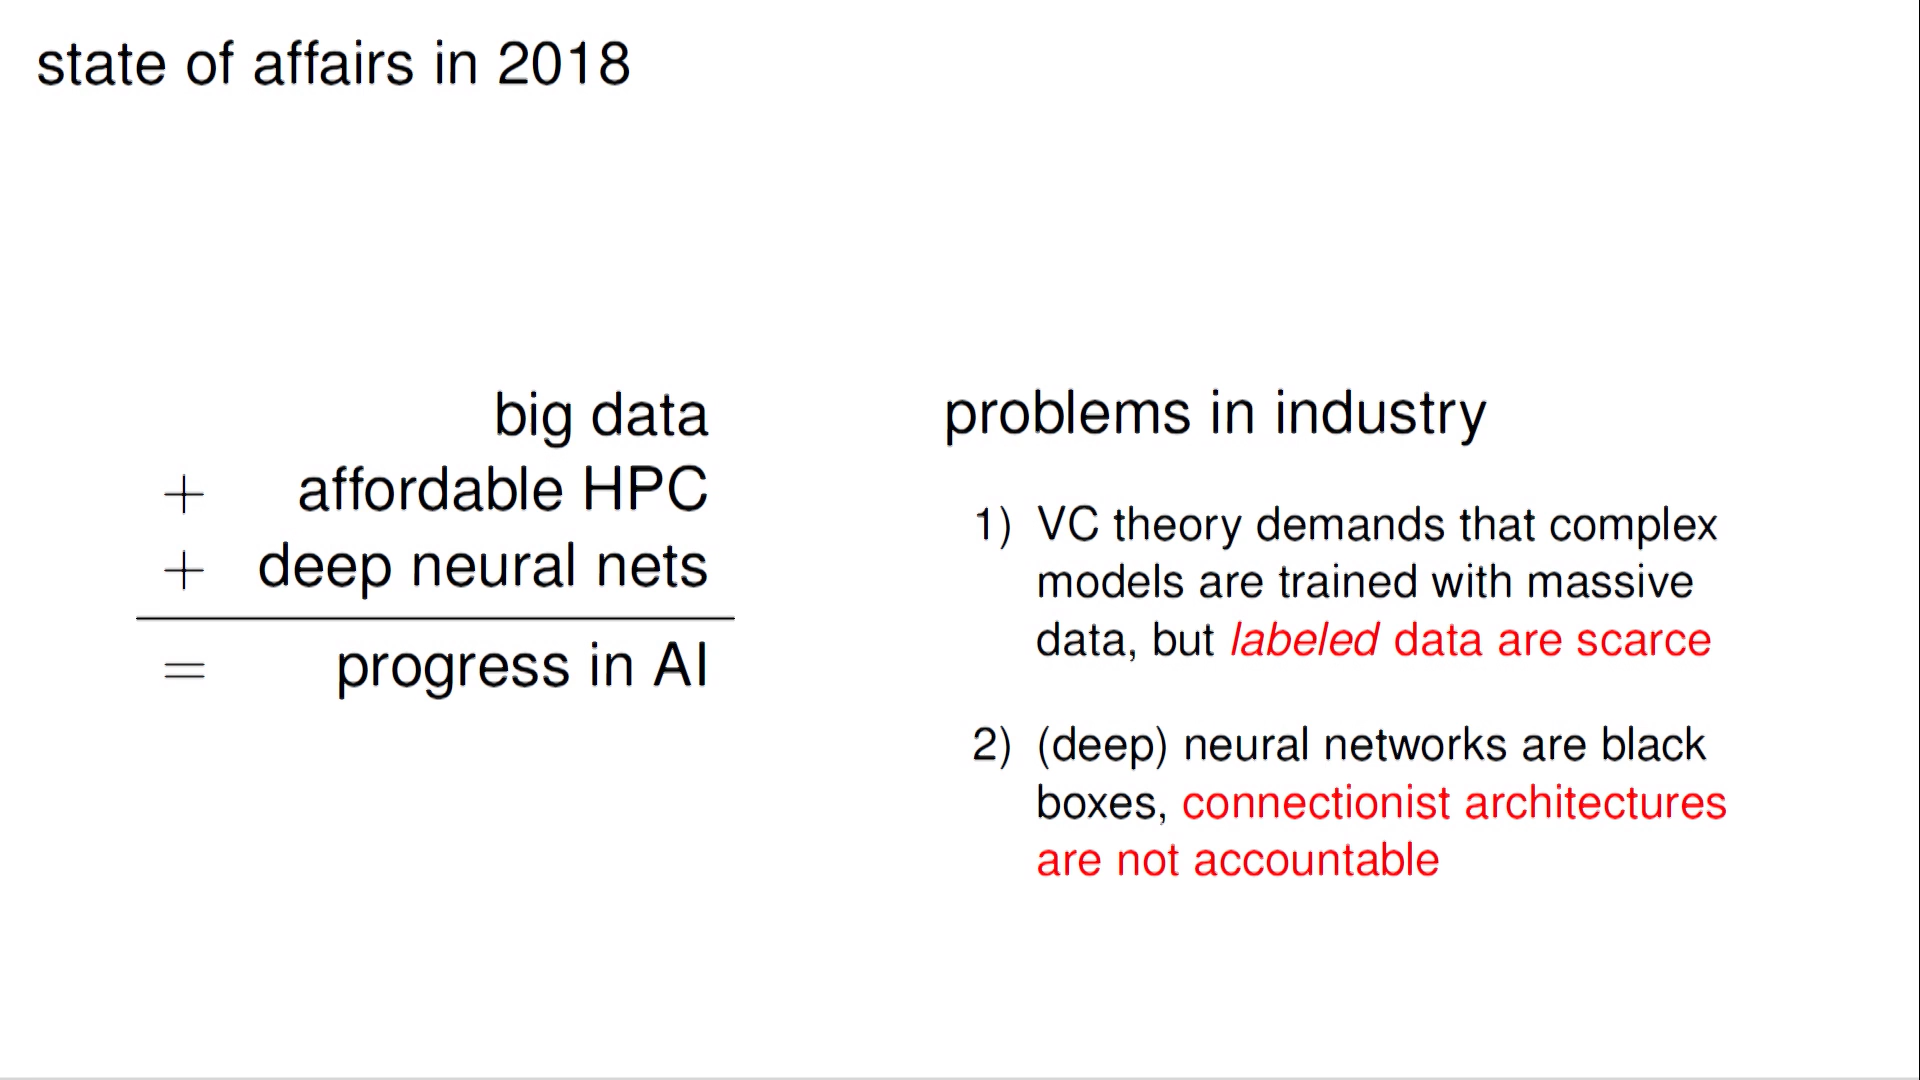 state of affairs in 2018
big data
+ affordable HPC
+ deep neural nets
= progress in AI
problems in industry
1) VC theory demands that complex
models are trained with massive
data, but labeled data are scarce
2) (deep) neural networks are black
boxes, connectionist architectures
are not accountable